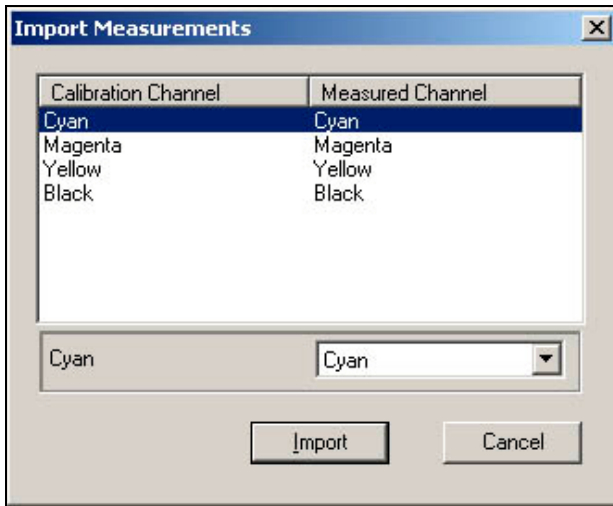 Import Measurements
Calibration Channel Measured Channel
Cyan Cyan
Magenta Magenta
Yellow Yellow
Black Black
Cyan Cyan
Import Cancel